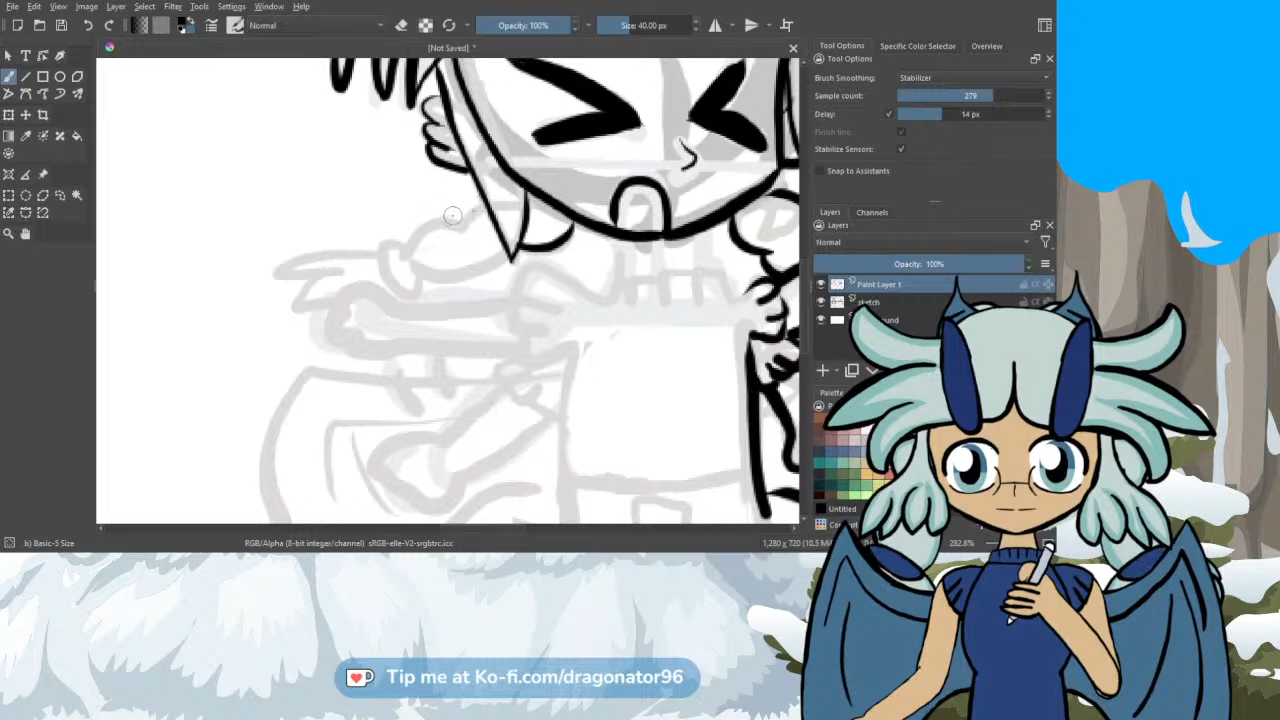 File Edit View Image Layer Select Filter Tools Settings Window Help
Normal
Opacity: 100%
Size: 40.00 px
[Not Saved] *
Tool Options Specific Color Selector Overview
Tool Options
Brush Smoothing: Stabilizer
Sample count: 279
Delay: 14 px
Finish line:
Stabilize Sensors:
Snap to Assistants
Layers Channels
Layers
Normal
Opacity: 100%
Paint Layer 1
sketch
Palette
Untitled
b) Basic-5 Size
RGB/Alpha (8-bit integer/channel) sRGB-elle-V2-srgbtrc.icc
1,280 x 720 (10.5 M
282.8%
Tip me at Ko-fi.com/dragonator96